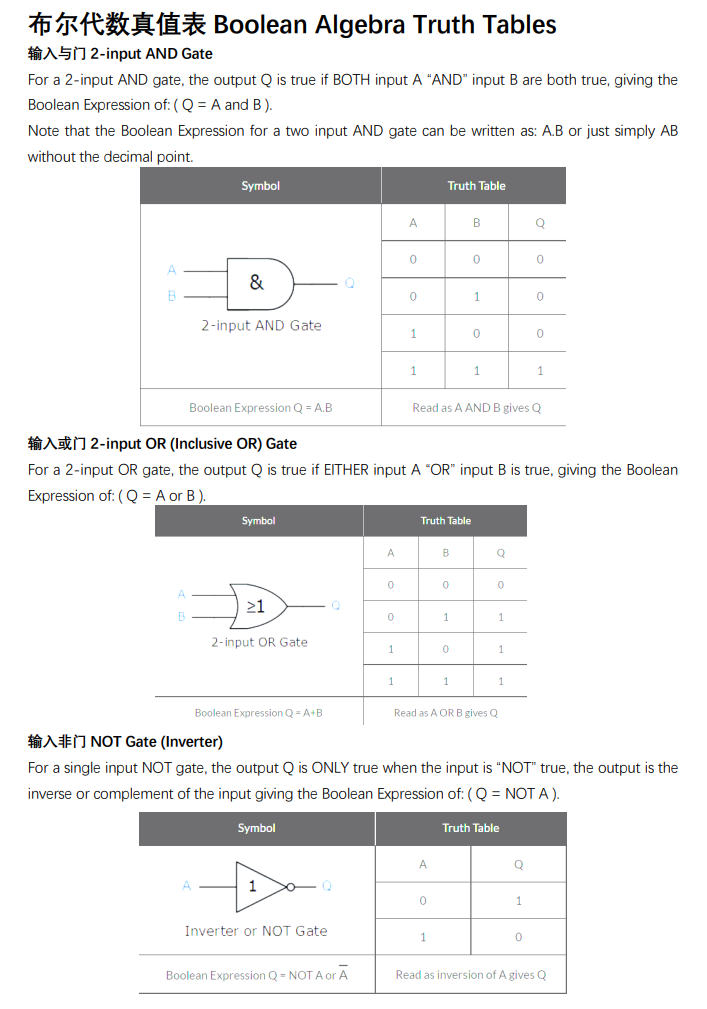 布尔代数真值表 Boolean Algebra Truth Tables
输入与门 2-input AND Gate
For a 2-input AND gate, the output Q is true if BOTH input A “AND” input B are both true, giving the
Boolean Expression of: ( Q = A and B ).
Note that the Boolean Expression for a two input AND gate can be written as: A.B or just simply AB
without the decimal point.
Symbol Truth Table
A B Q
0 0 0
A & Q
B
0 1 0
2-input AND Gate
1 0 0
1 1 1
Boolean Expression Q = A.B Read as A AND B gives Q
输入或门 2-input OR (Inclusive OR) Gate
For a 2-input OR gate, the output Q is true if EITHER input A “OR” input B is true, giving the Boolean
Expression of: ( Q = A or B ).
Symbol Truth Table
A B Q
0 0 0
A ≥1 Q
B
0 1 1
2-input OR Gate
1 0 1
1 1 1
Boolean Expression Q = A+B Read as A OR B gives Q
输入非门 NOT Gate (Inverter)
For a single input NOT gate, the output Q is ONLY true when the input is “NOT” true, the output is the
inverse or complement of the input giving the Boolean Expression of: ( Q = NOT A ).
Symbol Truth Table
A Q
A 1 Q
0 1
Inverter or NOT Gate
1 0
Boolean Expression Q = NOT A or A̅ Read as inversion of A gives Q